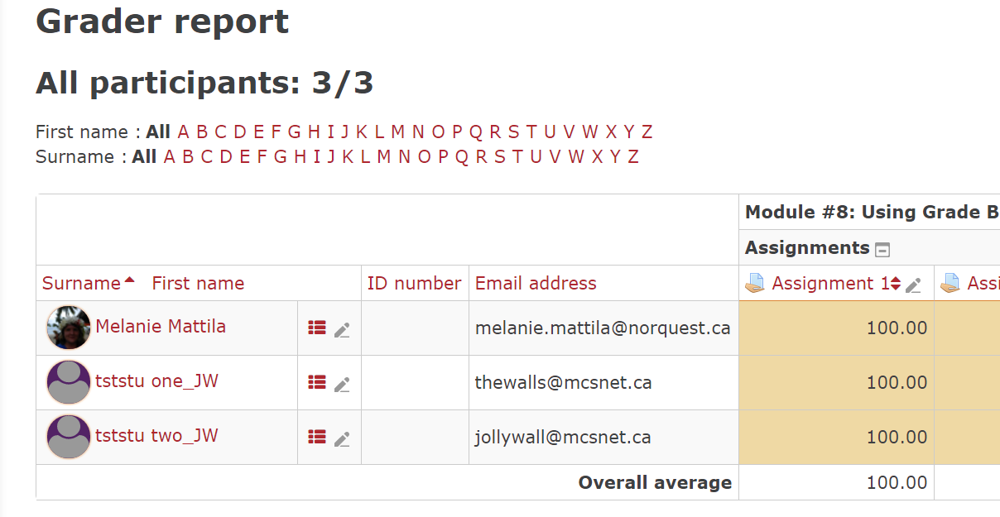 Grader report
All participants: 3/3
First name : All A B C D E F G H I J K L M N O P Q R S T U V W X Y Z
Surname : All A B C D E F G H I J K L M N O P Q R S T U V W X Y Z
Module #8: Using Grade B
Assignments
Surname First name ID number Email address Assignment 1 Assi
Melanie Mattila melanie.mattila@norquest.ca 100.00
tststu one_JW thewalls@mcsnet.ca 100.00
tststu two_JW jollywall@mcsnet.ca 100.00
Overall average 100.00